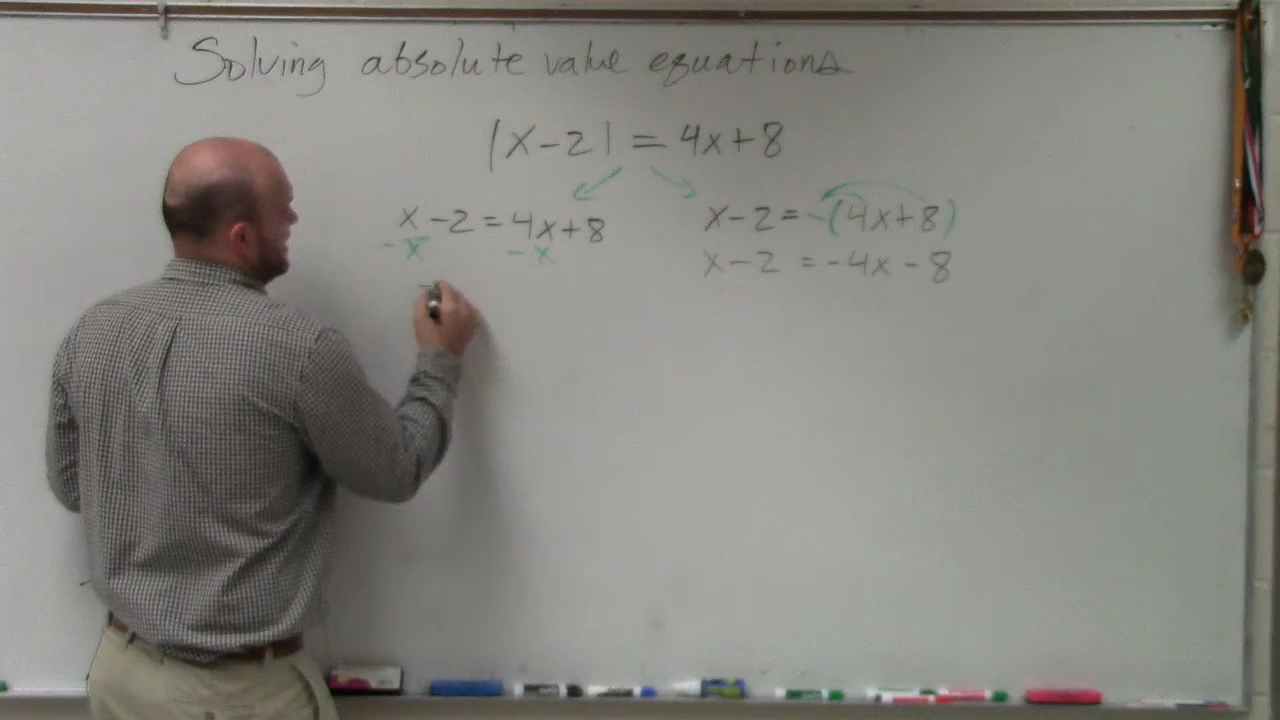 Solving absolute value equations
|x-2| = 4x+8
x-2=4x+8 x-2=-(4x+8)
-x -x x-2 =-4x-8
-